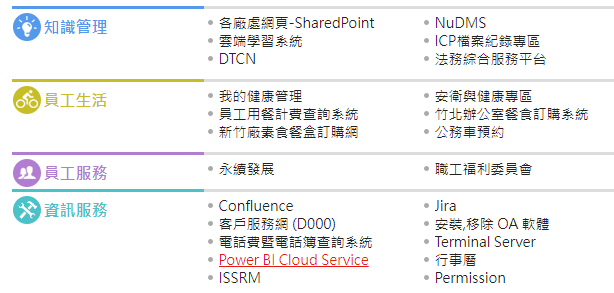 知識管理
各廠處網頁-SharedPoint
NuDMS
雲端學習系統
ICP檔案紀錄專區
DTCN
法務綜合服務平台
員工生活
我的健康管理
安衛與健康專區
員工用餐計費查詢系統
竹北辦公室餐食訂購系統
新竹廠素食餐盒訂購網
公務車預約
員工服務
永續發展
職工福利委員會
資訊服務
Confluence
Jira
客戶服務網 (D000)
安裝,移除 OA 軟體
電話費暨電話簿查詢系統
Terminal Server
Power BI Cloud Service
行事曆
ISSRM
Permission